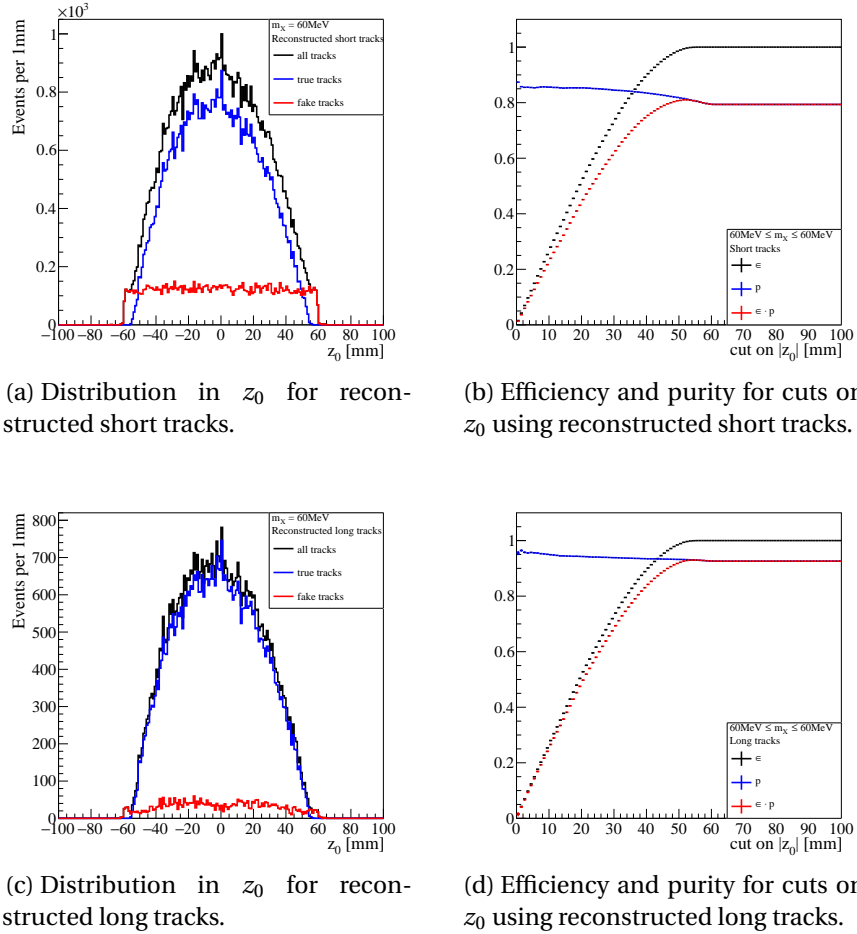 ×10³
Events per 1mm
1
0.8
0.6
0.4
0.2
0
−100 −80 −60 −40 −20 0 20 40 60 80 100
z₀ [mm]
m_X = 60MeV
Reconstructed short tracks
all tracks
true tracks
fake tracks
1
0.8
0.6
0.4
0.2
0
0 10 20 30 40 50 60 70 80 90 100
cut on |z₀| [mm]
60MeV ≤ m_X ≤ 60MeV
Short tracks
∈
p
∈ · p
(a) Distribution in z₀ for recon-
structed short tracks.
(b) Efficiency and purity for cuts on
z₀ using reconstructed short tracks.
Events per 1mm
800
700
600
500
400
300
200
100
0
−100 −80 −60 −40 −20 0 20 40 60 80 100
z₀ [mm]
m_X = 60MeV
Reconstructed long tracks
all tracks
true tracks
fake tracks
1
0.8
0.6
0.4
0.2
0
0 10 20 30 40 50 60 70 80 90 100
cut on |z₀| [mm]
60MeV ≤ m_X ≤ 60MeV
Long tracks
∈
p
∈ · p
(c) Distribution in z₀ for recon-
structed long tracks.
(d) Efficiency and purity for cuts on
z₀ using reconstructed long tracks.